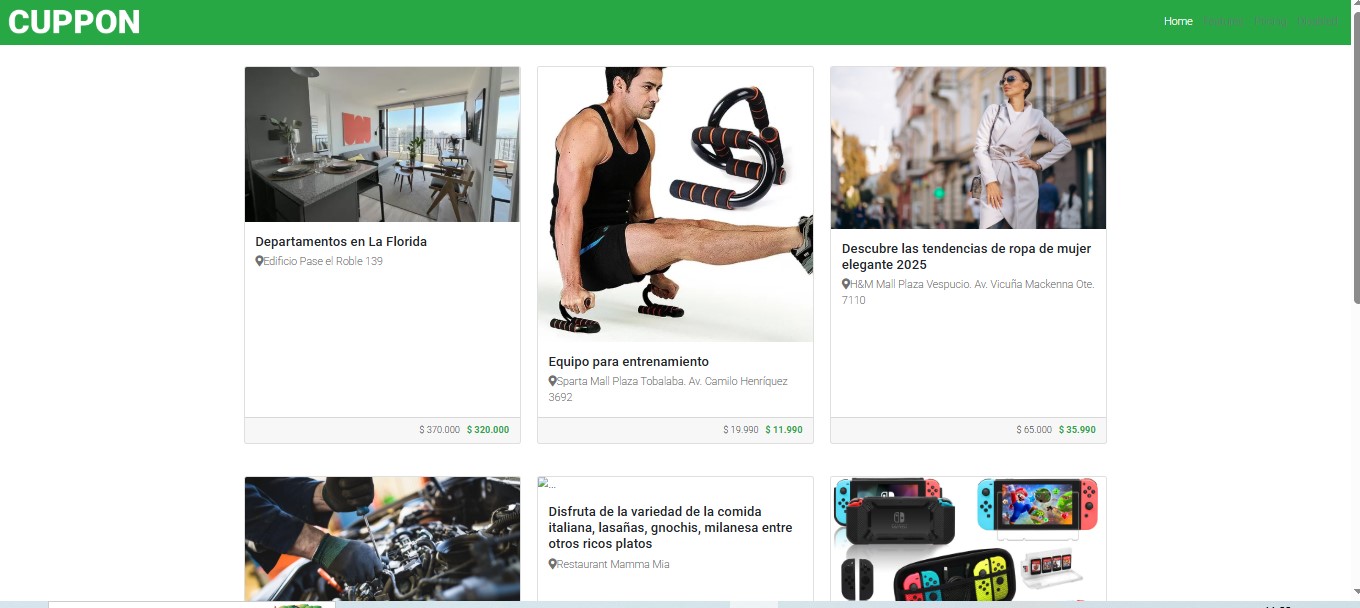 CUPPON
Home
Departamentos en La Florida
Edificio Pase el Roble 139
$ 370.000 $ 320.000
Equipo para entrenamiento
Sparta Mall Plaza Tobalaba. Av. Camilo Henríquez
3692
$ 19.990 $ 11.990
Descubre las tendencias de ropa de mujer
elegante 2025
H&M Mall Plaza Vespucio. Av. Vicuña Mackenna Ote.
7110
$ 65.000 $ 35.990
...
Disfruta de la variedad de la comida
italiana, lasañas, gnochis, milanesa entre
otros ricos platos
Restaurant Mamma Mia